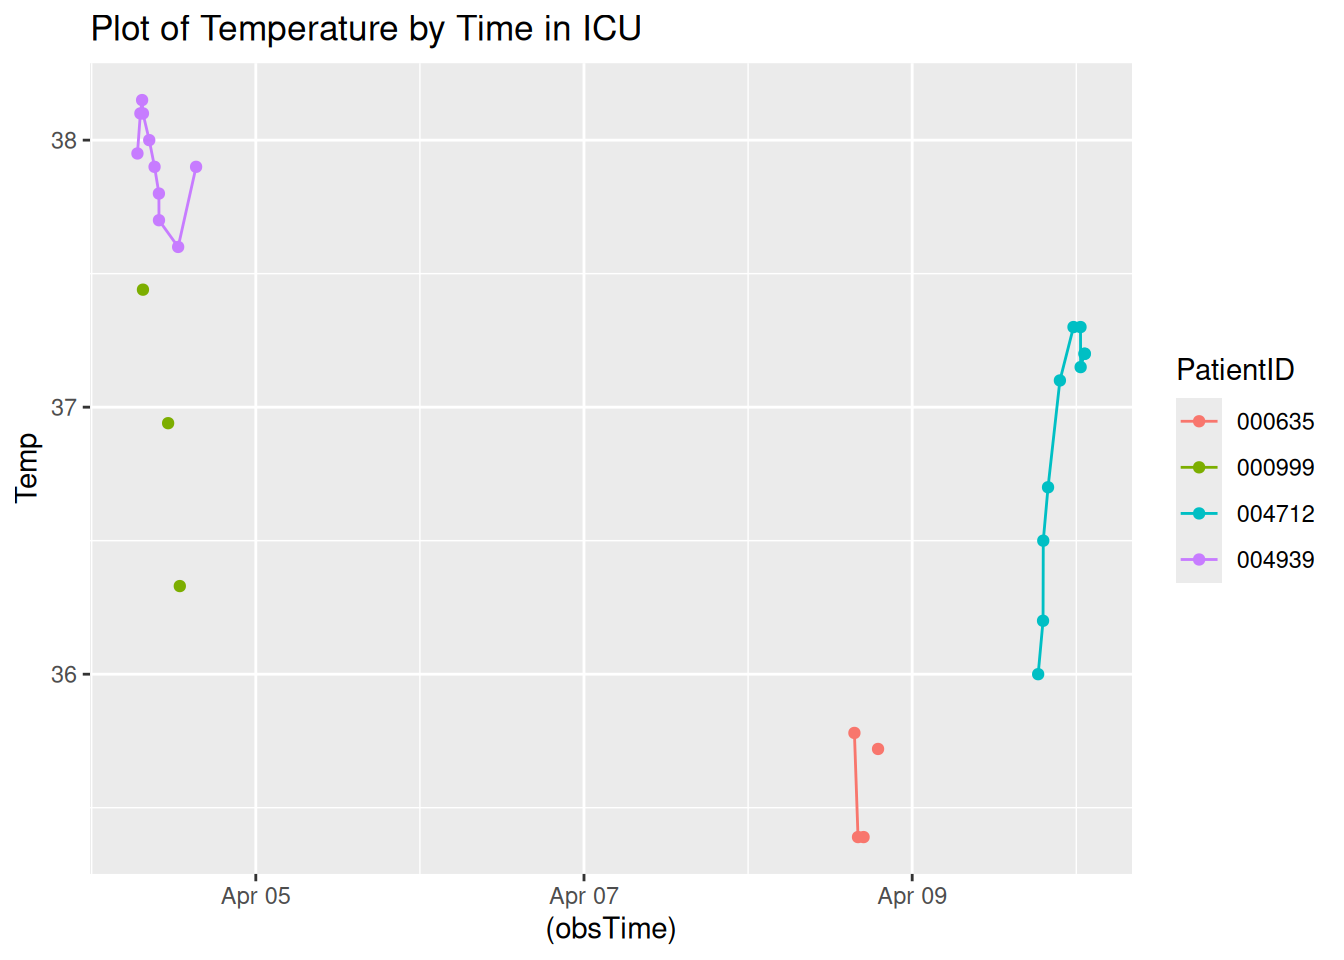 Plot of Temperature by Time in ICU
38
37
36
Temp
Apr 05
Apr 07
Apr 09
(obsTime)
PatientID
000635
000999
004712
004939